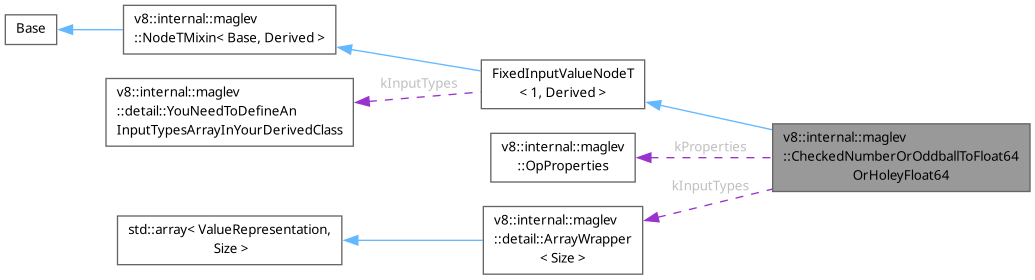 Base
v8::internal::maglev
::NodeTMixin< Base, Derived >
v8::internal::maglev
::detail::YouNeedToDefineAn
InputTypesArrayInYourDerivedClass
kInputTypes
FixedInputValueNodeT
< 1, Derived >
v8::internal::maglev
::OpProperties
kProperties
v8::internal::maglev
::CheckedNumberOrOddballToFloat64
OrHoleyFloat64
kInputTypes
std::array< ValueRepresentation,
Size >
v8::internal::maglev
::detail::ArrayWrapper
< Size >